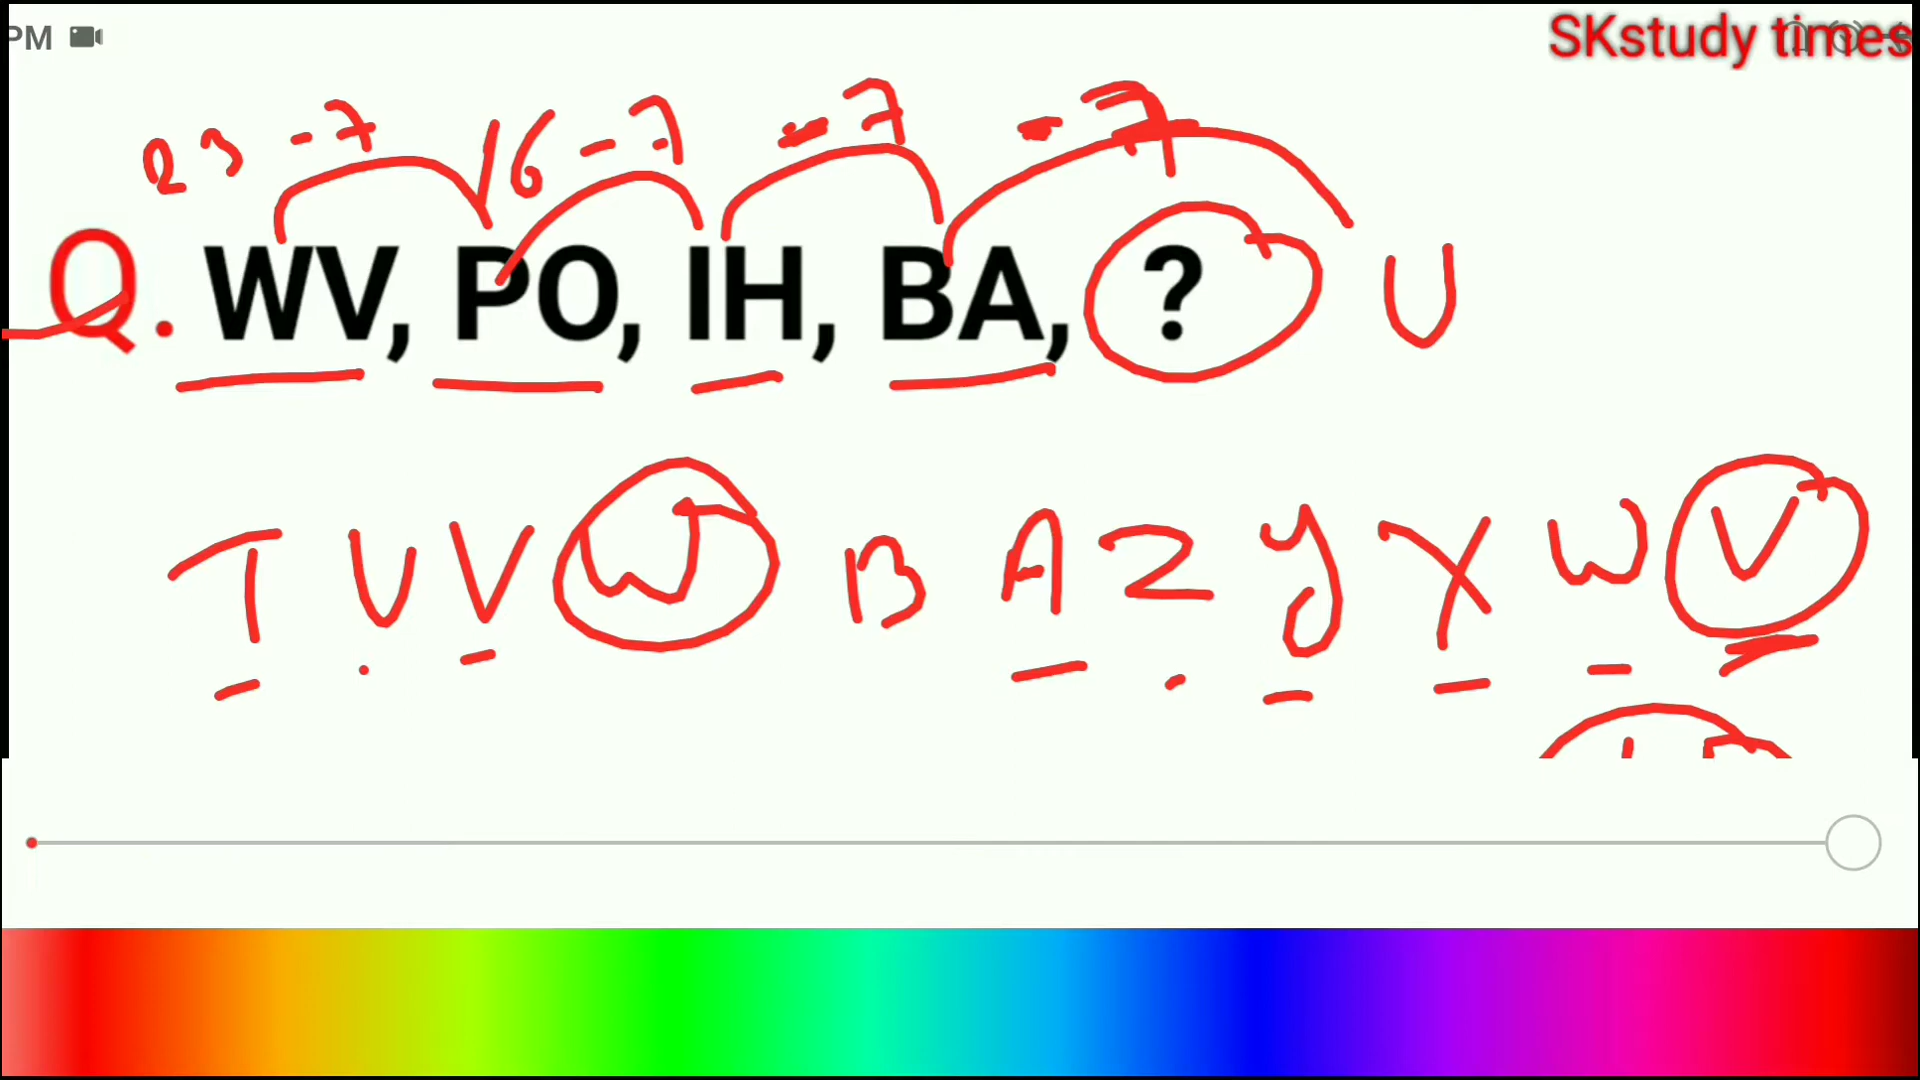 PM
SKstudy times
23 -7 16 -7 -7 -7
Q. WV, PO, IH, BA, ? U
T U V W B A Z Y X W V